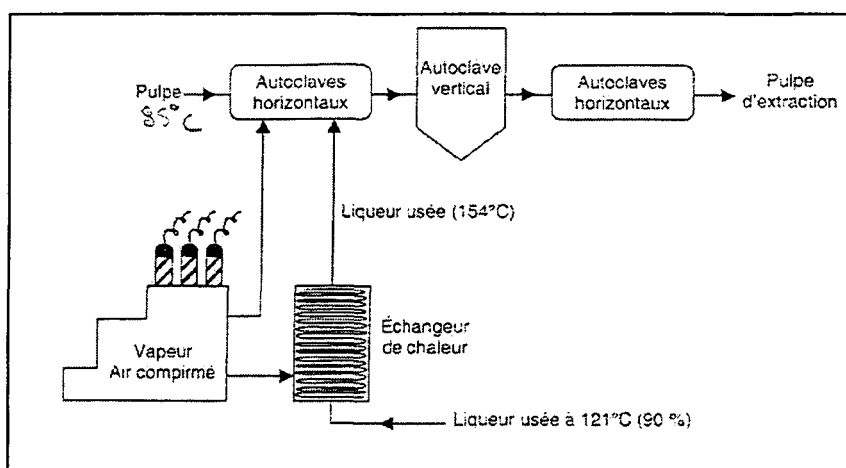 Pulpe
85°C
Autoclaves
horizontaux
Autoclave
vertical
Autoclaves
horizontaux
Pulpe
d'extraction
Liqueur usée (154°C)
Vapeur
Air compirmé
Échangeur
de chaleur
Liqueur usée à 121°C (90 %)